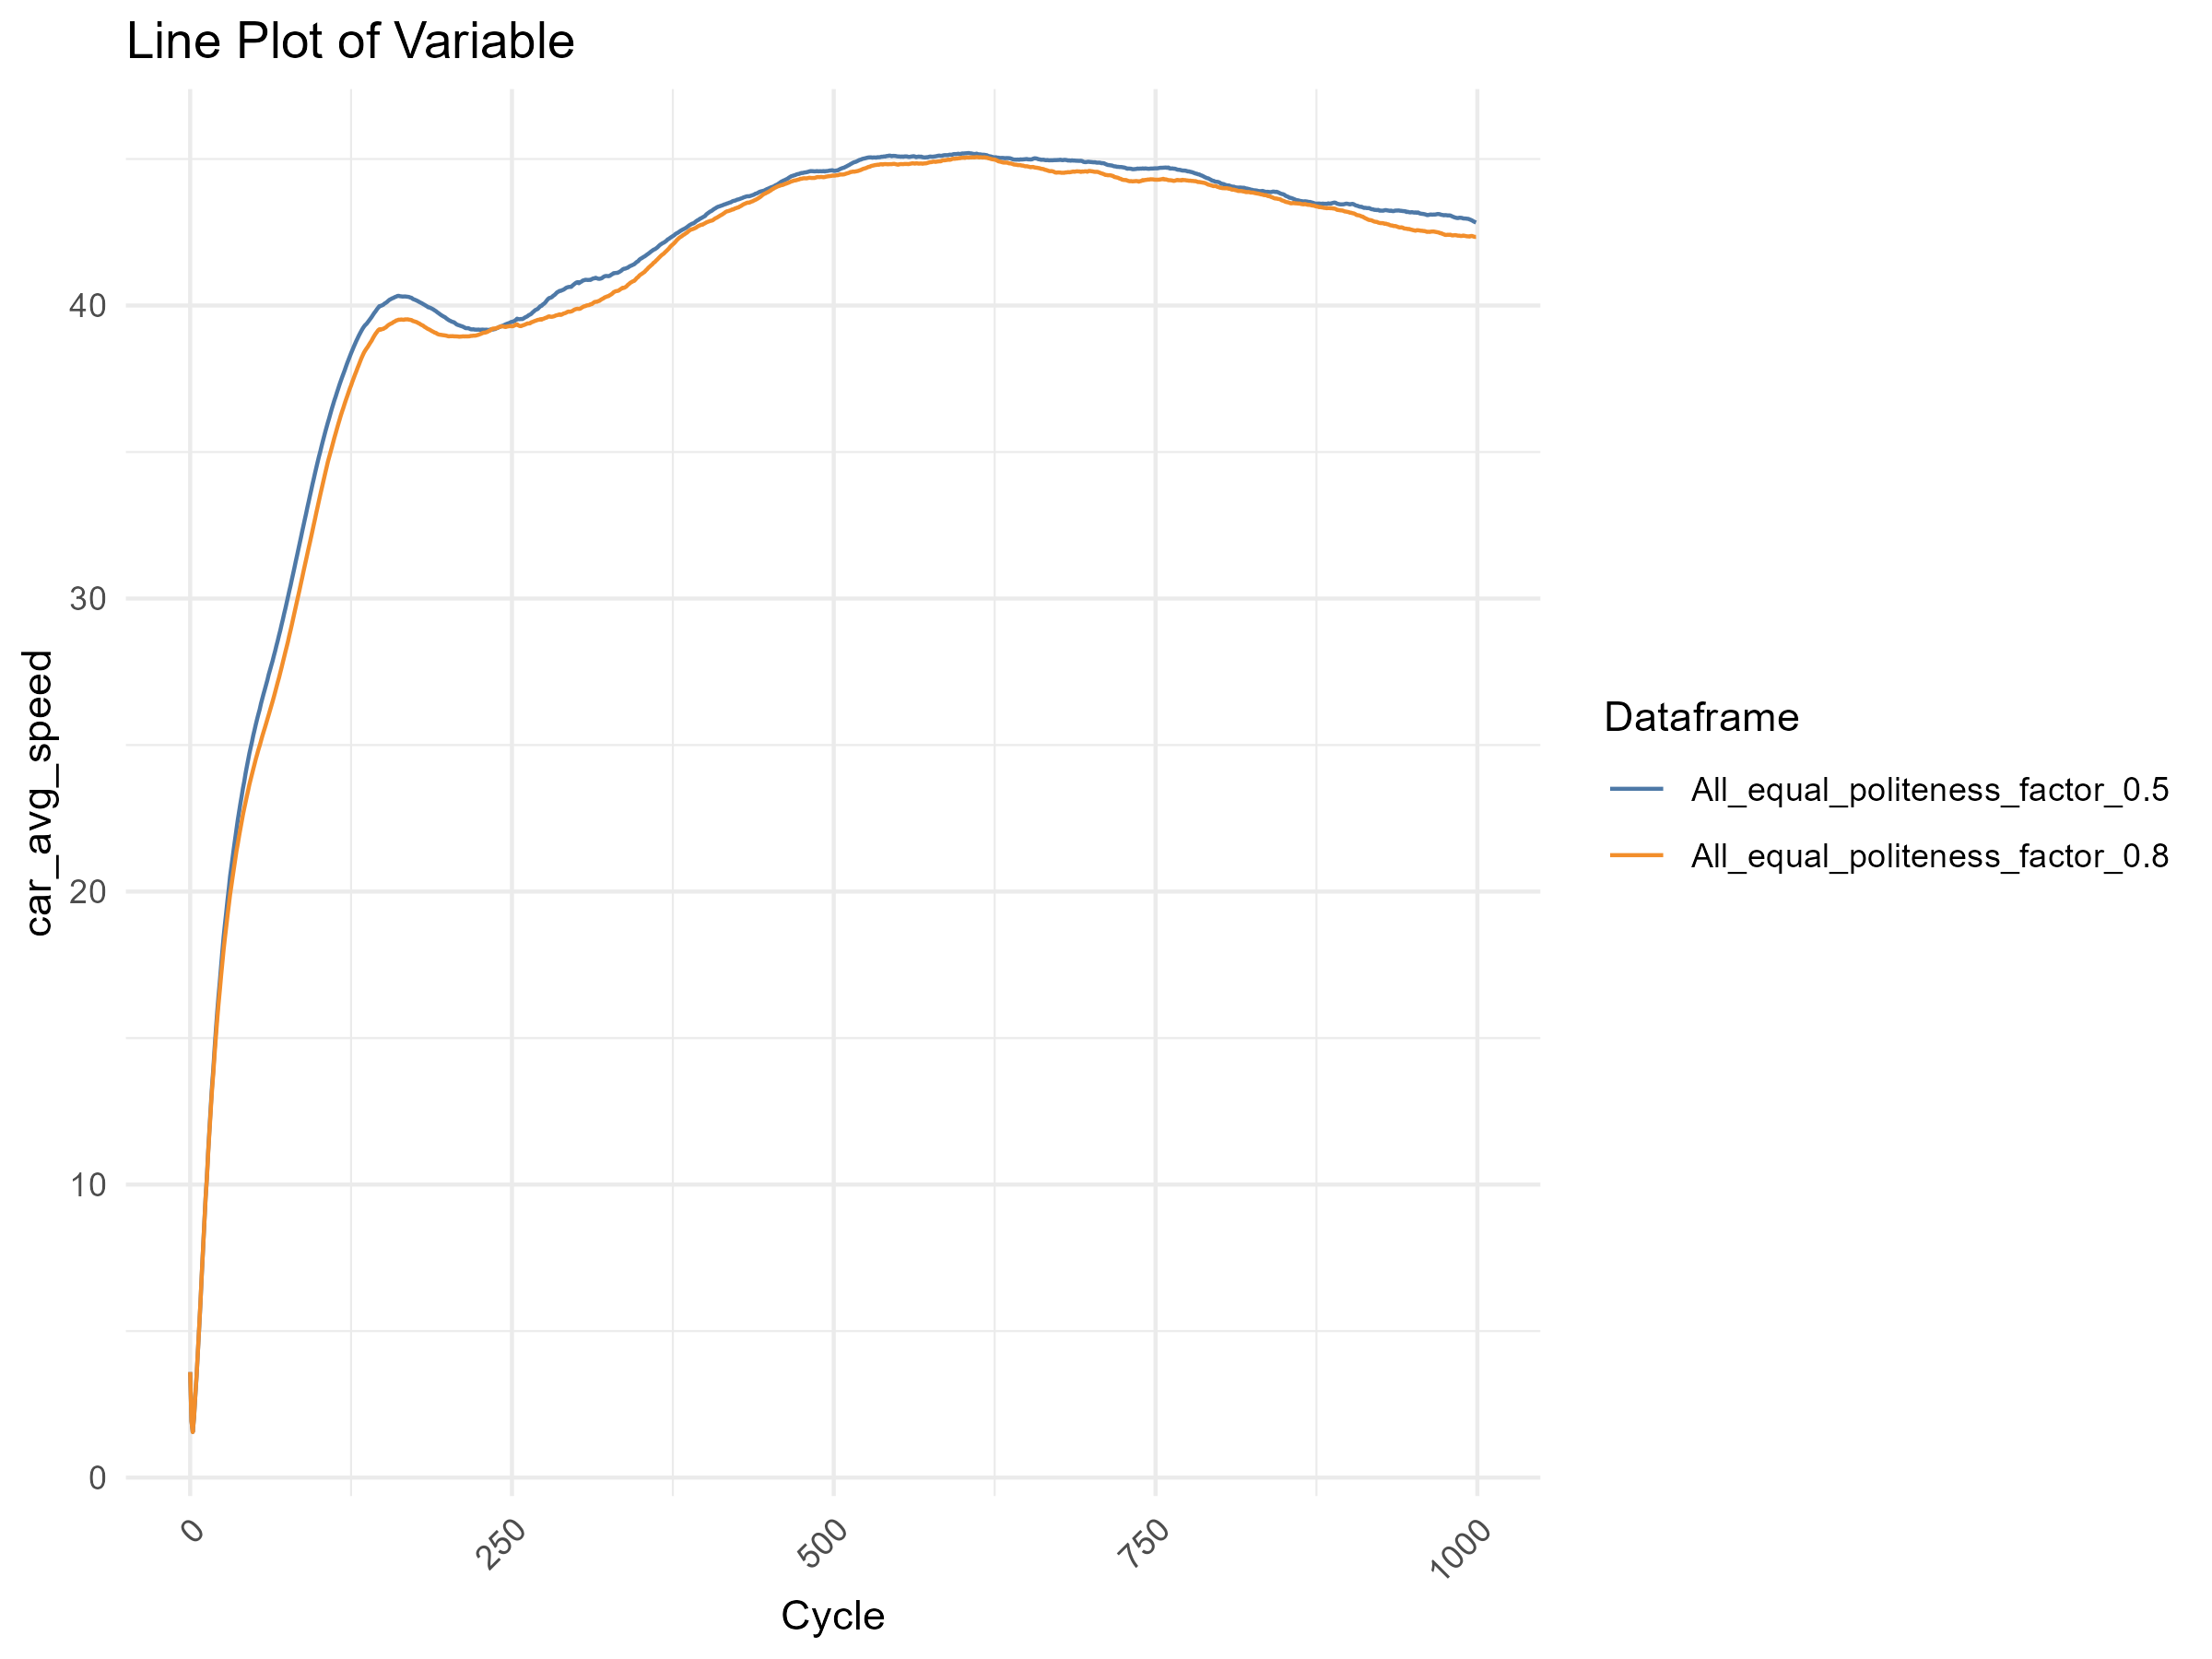 Line Plot of Variable
car_avg_speed
40
30
20
10
0
0
250
500
750
1000
Cycle
Dataframe
All_equal_politeness_factor_0.5
All_equal_politeness_factor_0.8